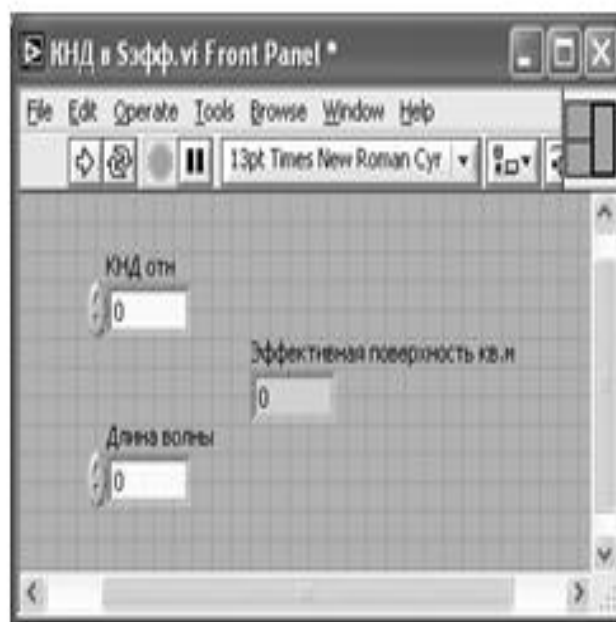 КНД в Sэфф.vi Front Panel *
File Edit Operate Tools Browse Window Help
13pt Times New Roman Cyr
КНД отн
0
Эффективная поверхность кв.м
0
Длина волны
0